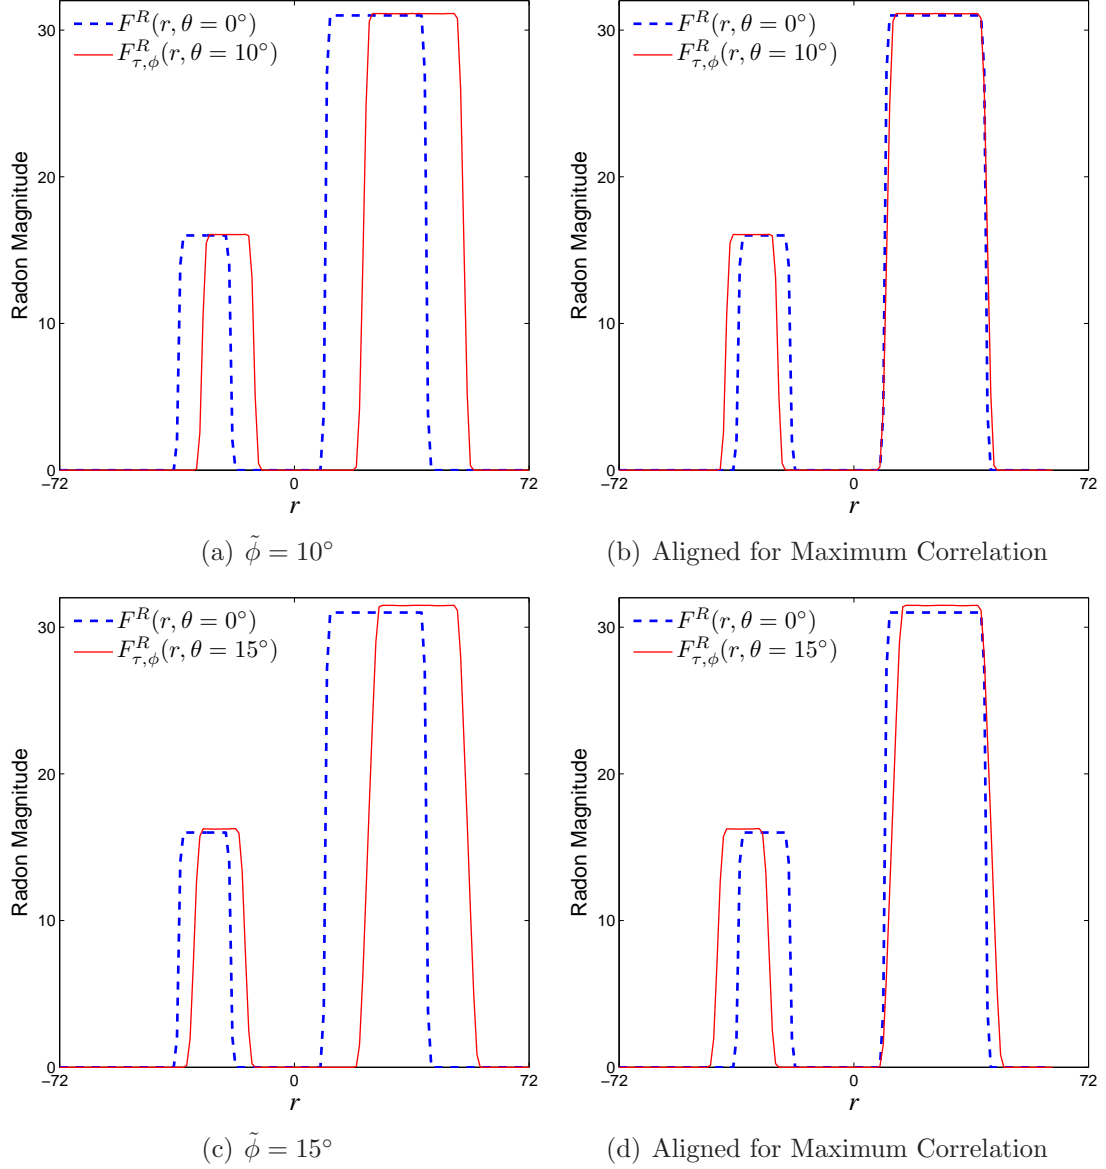 30
20
10
0
−72
0
72
Radon Magnitude
r
F^R(r, θ = 0°)
F^R_{τ,ϕ}(r, θ = 10°)
(a) ϕ̃ = 10°
30
20
10
0
−72
0
72
Radon Magnitude
r
F^R(r, θ = 0°)
F^R_{τ,ϕ}(r, θ = 10°)
(b) Aligned for Maximum Correlation
30
20
10
0
−72
0
72
Radon Magnitude
r
F^R(r, θ = 0°)
F^R_{τ,ϕ}(r, θ = 15°)
(c) ϕ̃ = 15°
30
20
10
0
−72
0
72
Radon Magnitude
r
F^R(r, θ = 0°)
F^R_{τ,ϕ}(r, θ = 15°)
(d) Aligned for Maximum Correlation